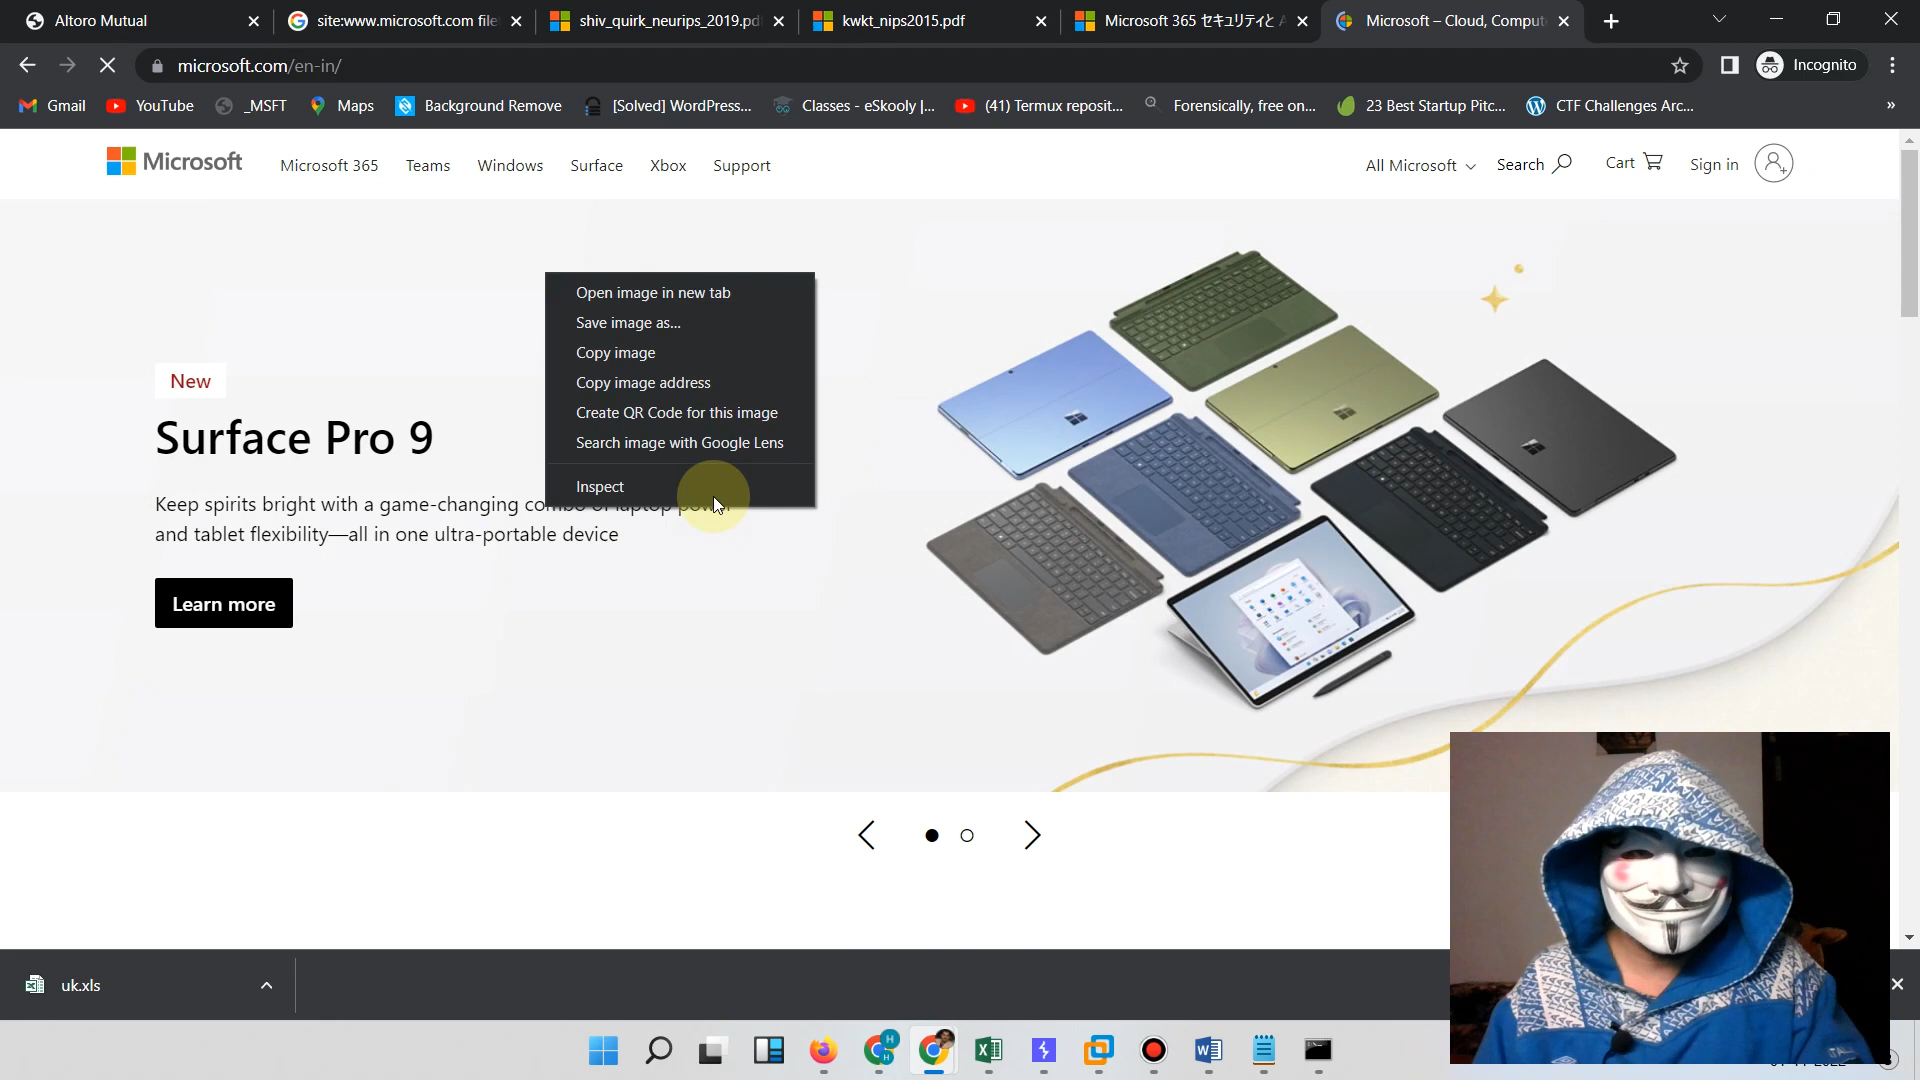 Altoro Mutual
site:www.microsoft.com file
shiv_quirk_neurips_2019.pd
kwkt_nips2015.pdf
Microsoft 365 セキュリティと
Microsoft – Cloud, Comput
microsoft.com/en-in/
Incognito
Gmail
YouTube
_MSFT
Maps
Background Remove
[Solved] WordPress...
Classes - eSkooly |...
(41) Termux reposit...
Forensically, free on...
23 Best Startup Pitc...
CTF Challenges Arc...
»
Microsoft
Microsoft 365
Teams
Windows
Surface
Xbox
Support
All Microsoft
Search
Cart
Sign in
Open image in new tab
Save image as...
Copy image
Copy image address
Create QR Code for this image
Search image with Google Lens
Inspect
New
Surface Pro 9
Keep spirits bright with a game-changing combo of laptop power
and tablet flexibility—all in one ultra-portable device
Learn more
uk.xls